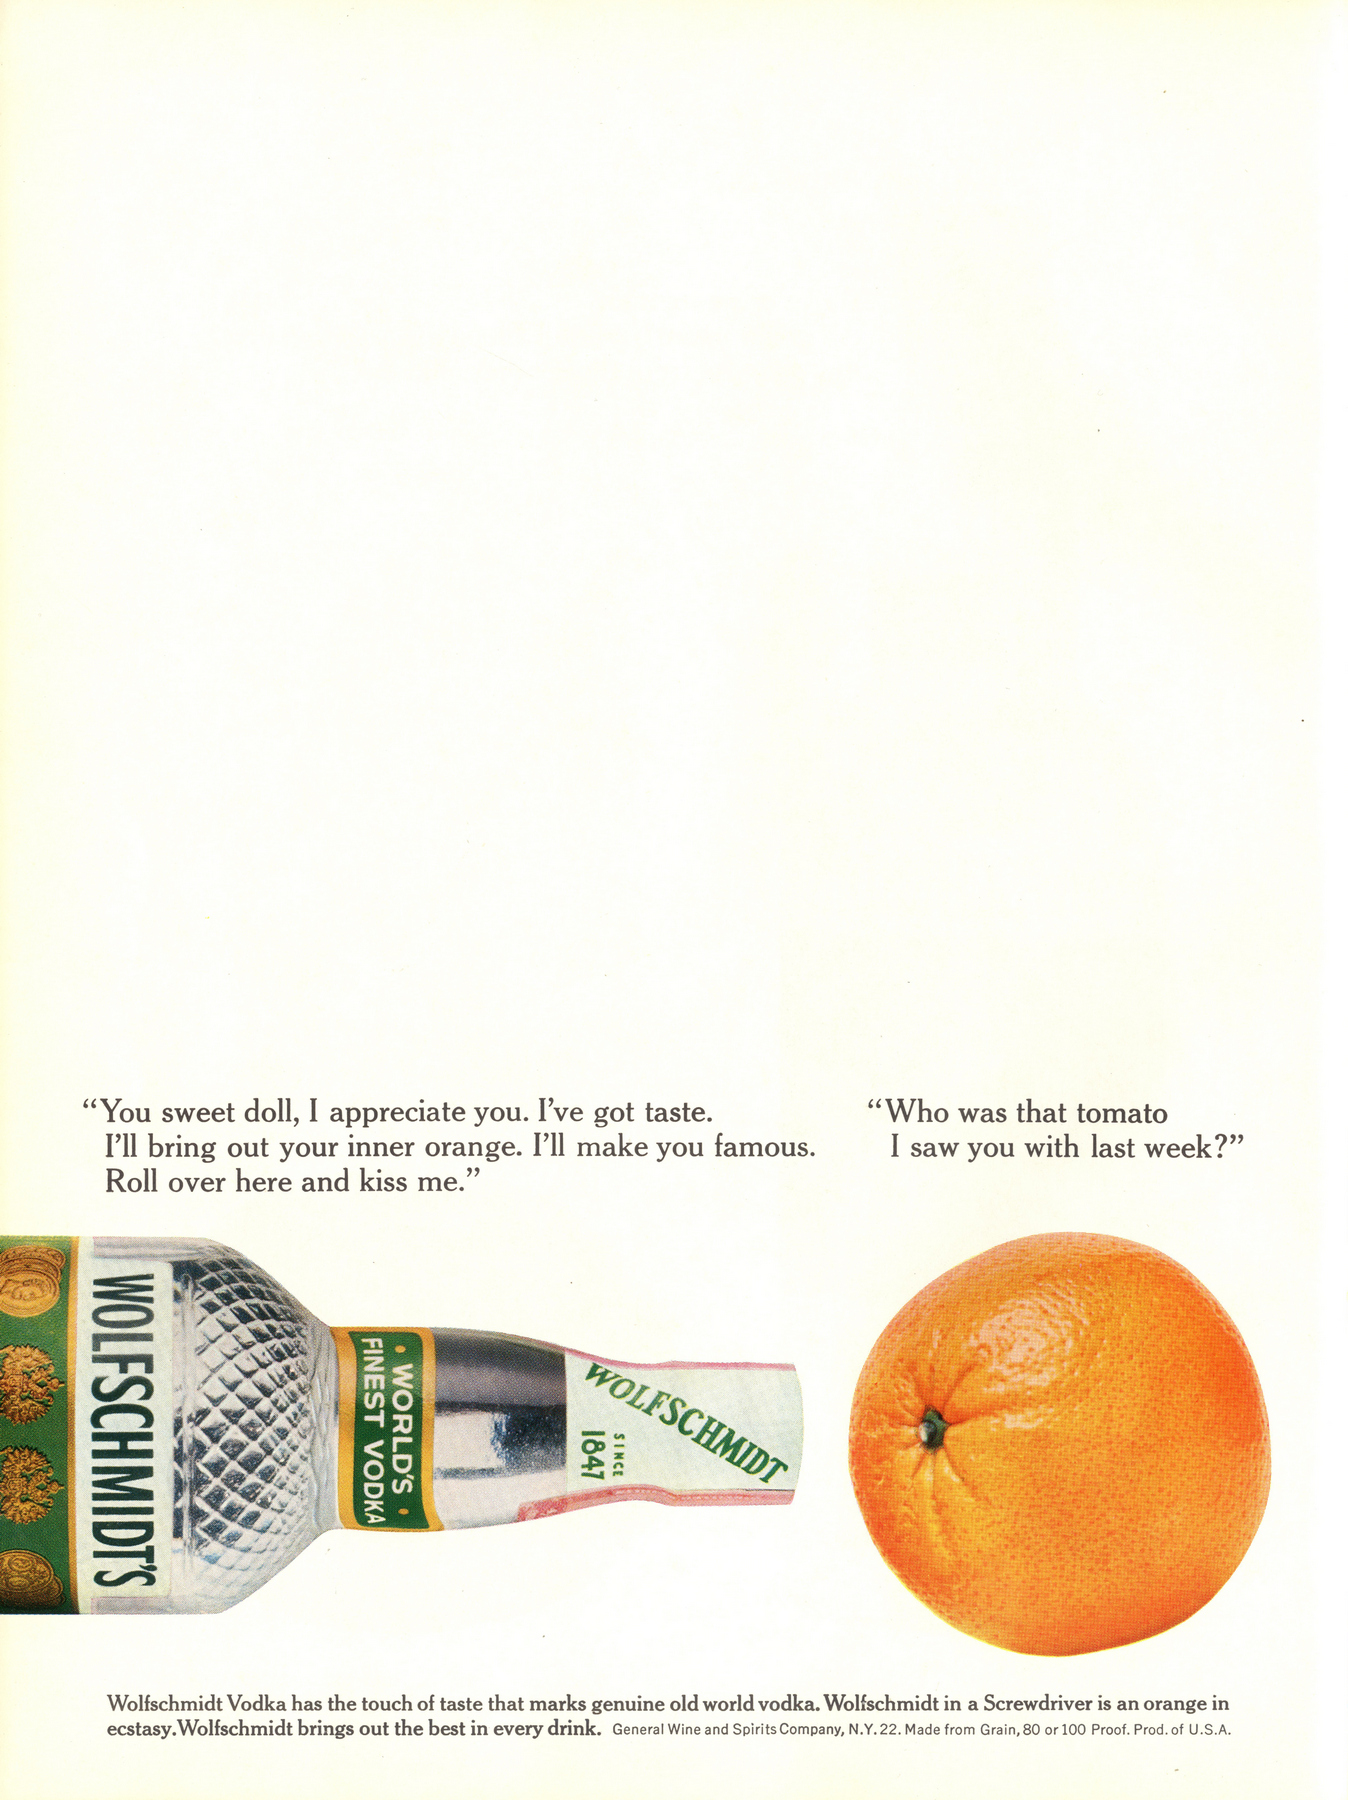 “You sweet doll, I appreciate you. I’ve got taste.
I’ll bring out your inner orange. I’ll make you famous.
Roll over here and kiss me.”
“Who was that tomato
I saw you with last week?”
WOLFSCHMIDT'S
• WORLD'S •
FINEST VODKA
WOLFSCHMIDT
SINCE
1847
Wolfschmidt Vodka has the touch of taste that marks genuine old world vodka. Wolfschmidt in a Screwdriver is an orange in
ecstasy. Wolfschmidt brings out the best in every drink. General Wine and Spirits Company, N.Y. 22. Made from Grain, 80 or 100 Proof. Prod. of U.S.A.